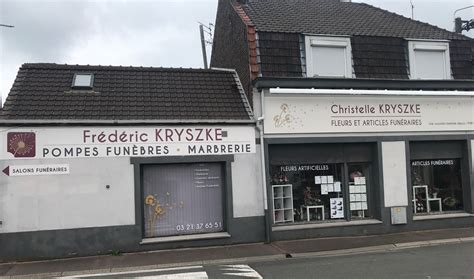 Frédéric KRYSZKE
POMPES FUNÈBRES • MARBRERIE
SALONS FUNÉRAIRES
03 21 37 65 51
Christelle KRYSZKE
FLEURS ET ARTICLES FUNÉRAIRES
FLEURS ARTIFICIELLES
ARTICLES FUNÉRAIRES